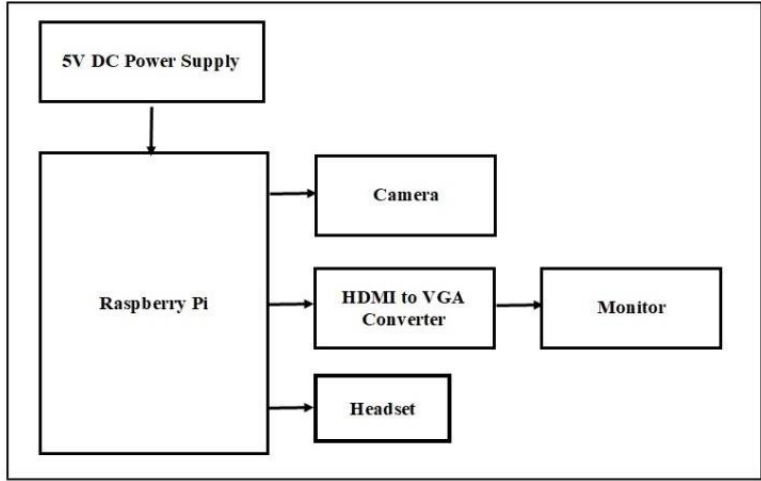 5V DC Power Supply
Camera
Raspberry Pi
HDMI to VGA
Converter
Monitor
Headset